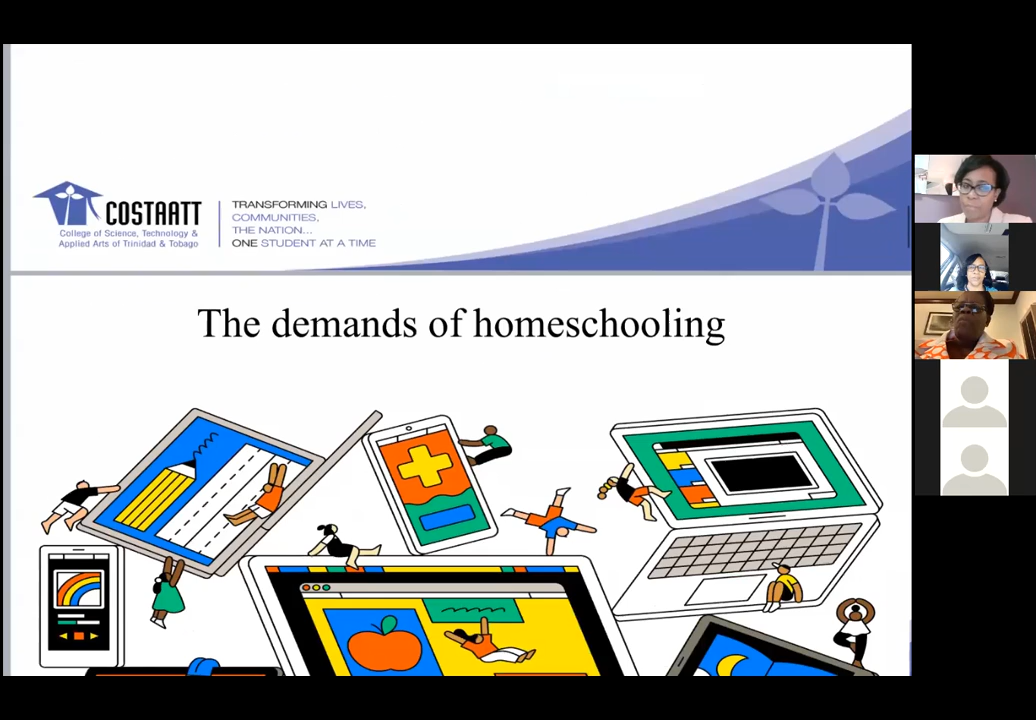 COSTAATT
College of Science, Technology &
Applied Arts of Trinidad & Tobago
TRANSFORMING LIVES,
COMMUNITIES,
THE NATION...
ONE STUDENT AT A TIME
The demands of homeschooling